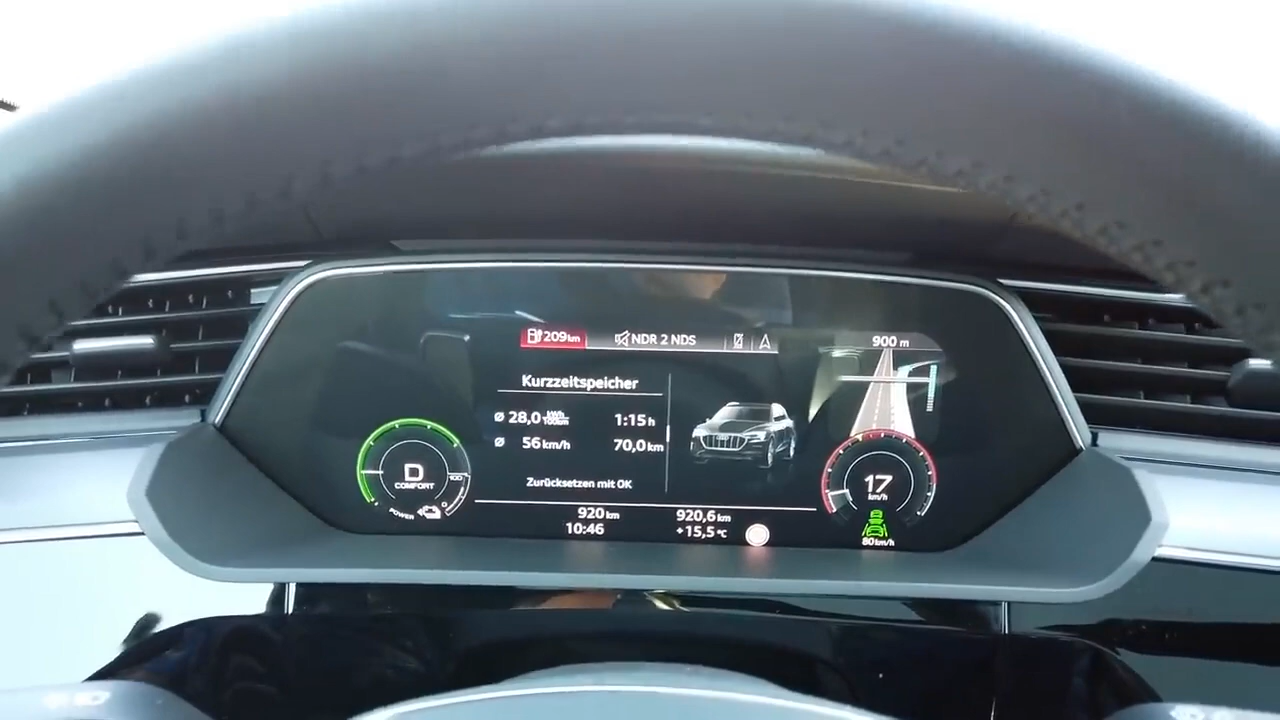 209 km NDR 2 NDS
900 m
Kurzzeitspeicher
Ø 28,0 kWh/100km 1:15 h
Ø 56 km/h 70,0 km
Zurücksetzen mit OK
D
COMFORT
100
POWER
0
17
km/h
80 km/h
920 km 920,6 km
10:46 +15,5 °C